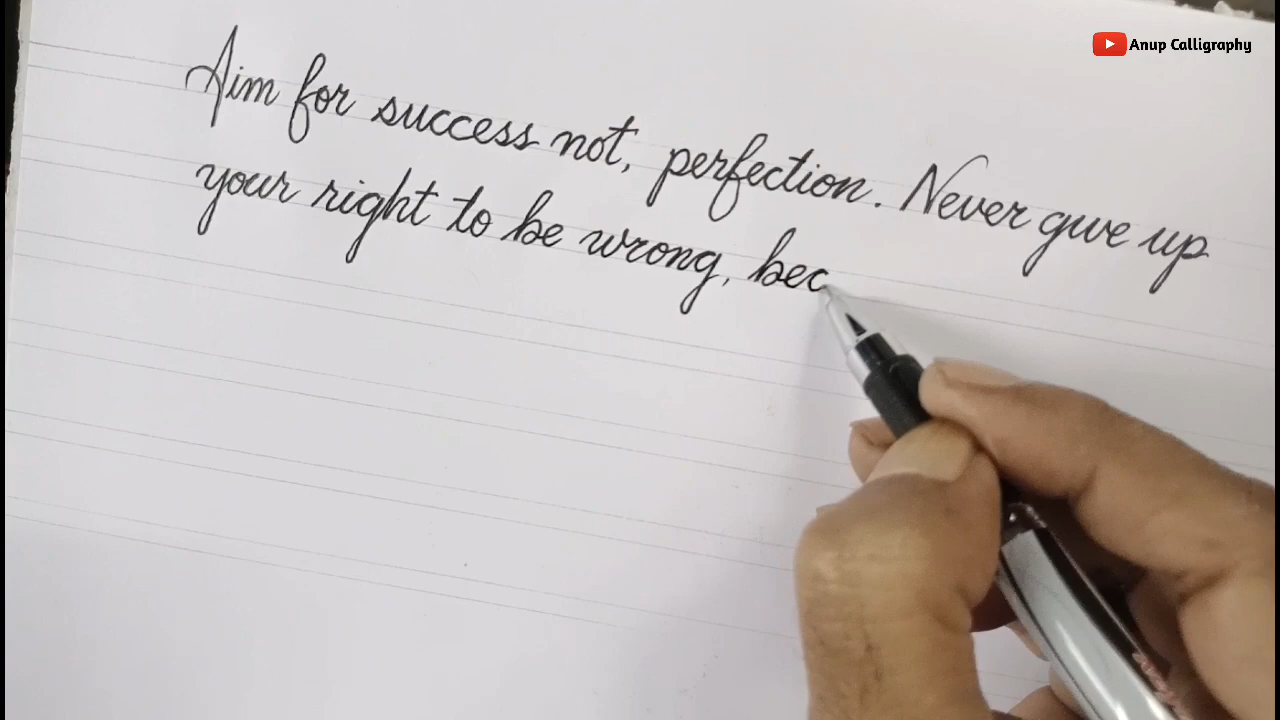 Anup Calligraphy
Aim for success not, perfection. Never give up
your right to be wrong, bec